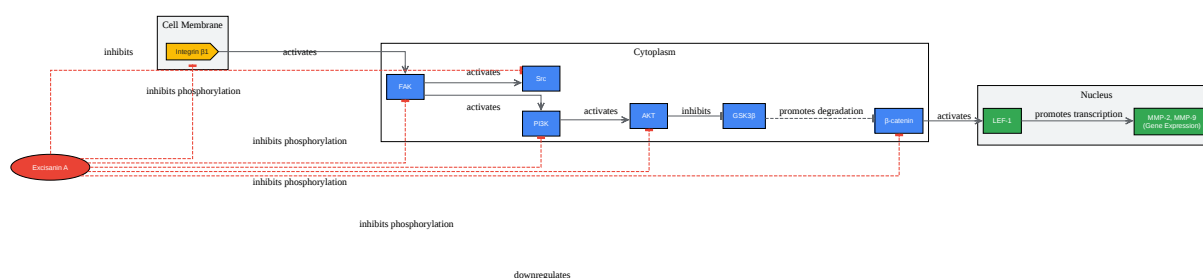 Cell Membrane
Integrin β1
inhibits
activates
Cytoplasm
FAK
activates
Src
inhibits phosphorylation
activates
PI3K
activates
AKT
inhibits
GSK3β
promotes degradation
β-catenin
activates
Nucleus
LEF-1
promotes transcription
MMP-2, MMP-9
(Gene Expression)
inhibits phosphorylation
Excisanin A
inhibits phosphorylation
inhibits phosphorylation
downregulates